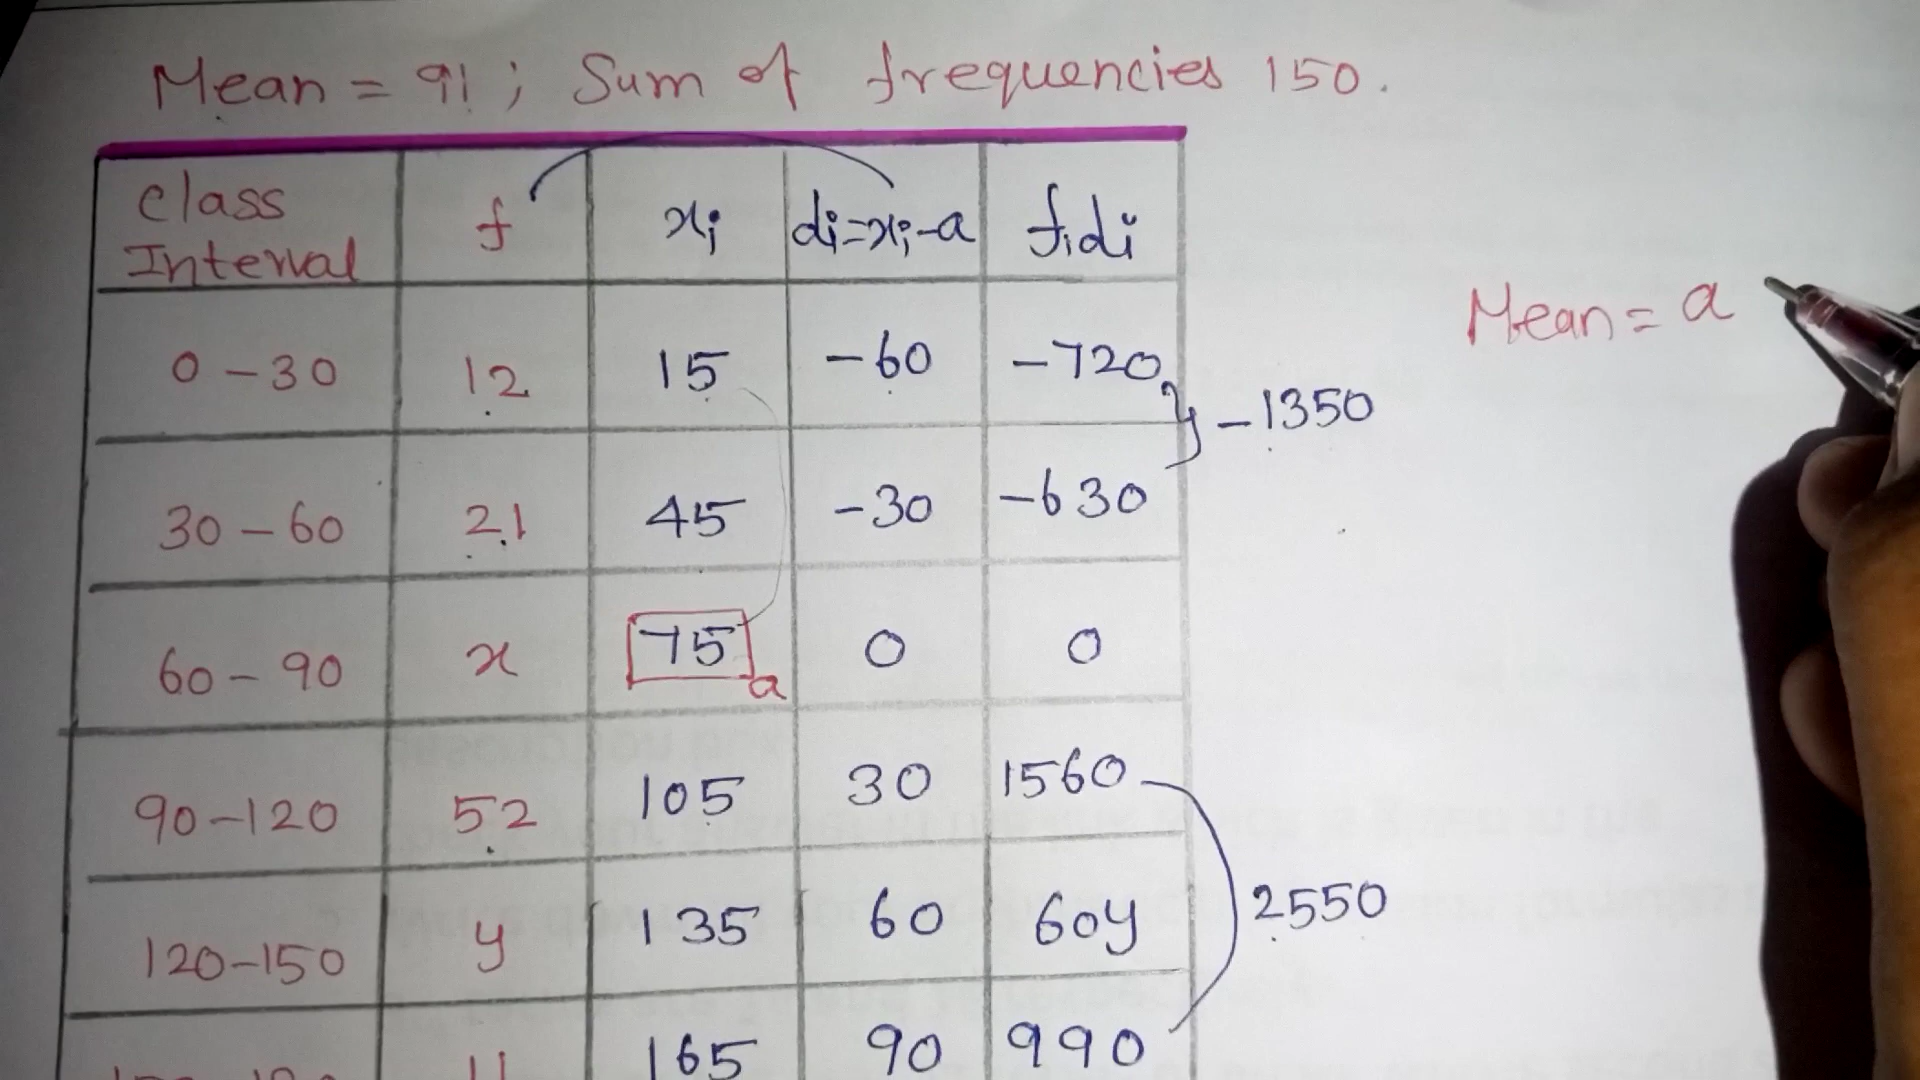 Mean = 91 ; Sum of frequencies 150.
Class Interval f xi di=xi-a fidi
0 - 30 12 15 -60 -720
-1350
30 - 60 21 45 -30 -630
60 - 90 x 75 a 0 0
90-120 52 105 30 1560
120-150 y 135 60 60y
2550
11 165 90 990
Mean = a